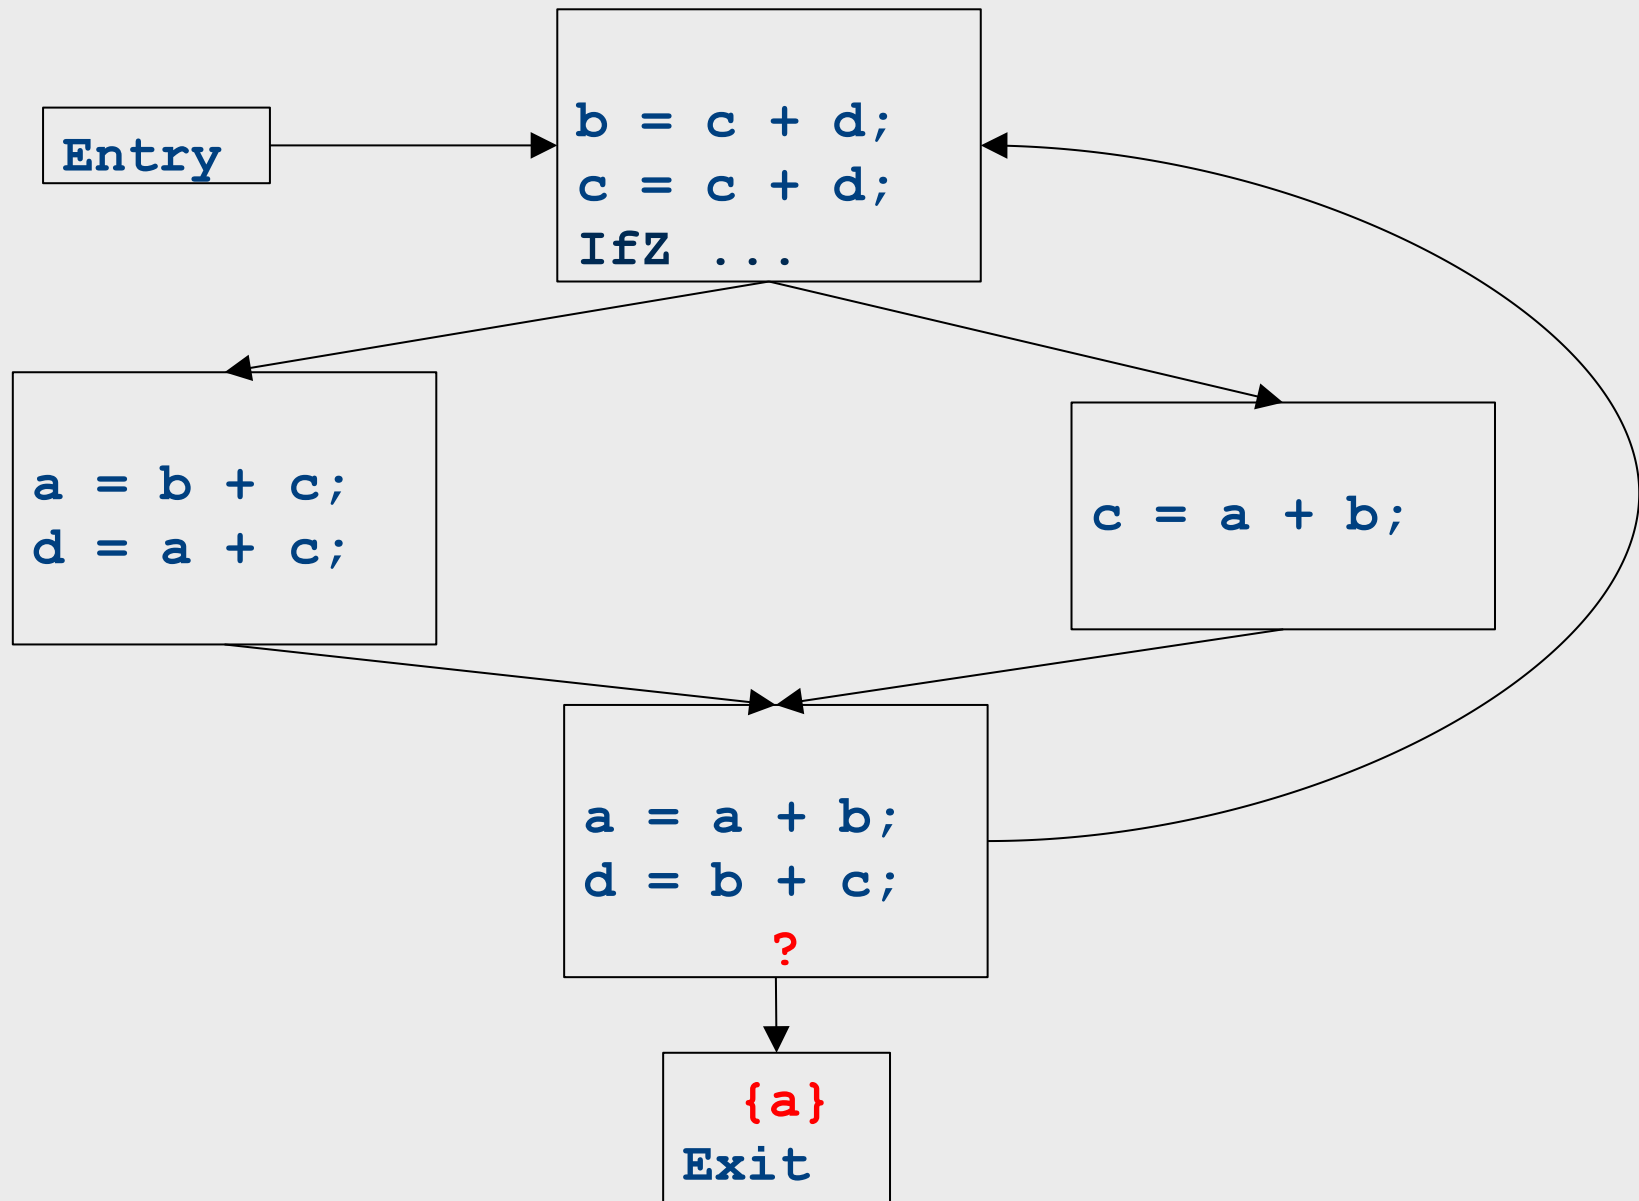 Entry
b = c + d;
c = c + d;
IfZ ...
a = b + c;
d = a + c;
c = a + b;
a = a + b;
d = b + c;
?
{a}
Exit